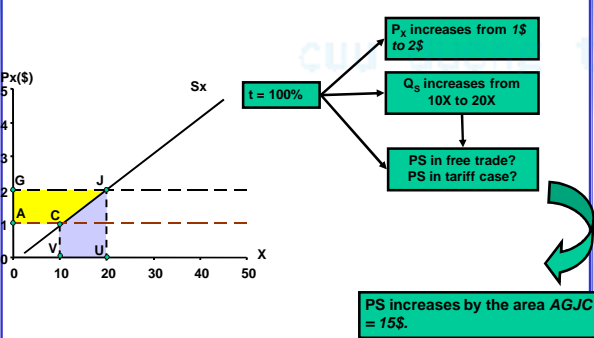 cuu duong t
Px($)
Sx
5
4
3
2
1
0
G
J
A
C
V
U
X
0 10 20 30 40 50
t = 100%
PX increases from 1$
to 2$
QS increases from
10X to 20X
PS in free trade?
PS in tariff case?
PS increases by the area AGJC
= 15$.